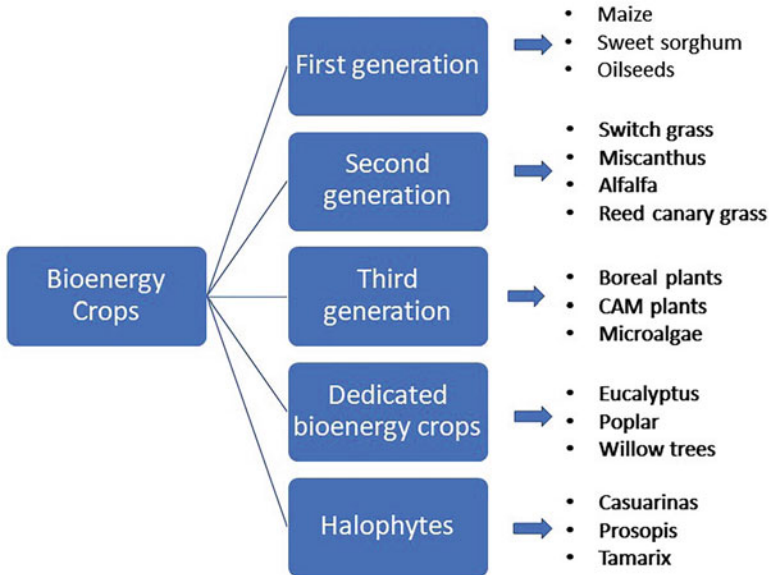 Bioenergy
Crops
First generation
• Maize
• Sweet sorghum
• Oilseeds
Second
generation
• Switch grass
• Miscanthus
• Alfalfa
• Reed canary grass
Third
generation
• Boreal plants
• CAM plants
• Microalgae
Dedicated
bioenergy crops
• Eucalyptus
• Poplar
• Willow trees
Halophytes
• Casuarinas
• Prosopis
• Tamarix